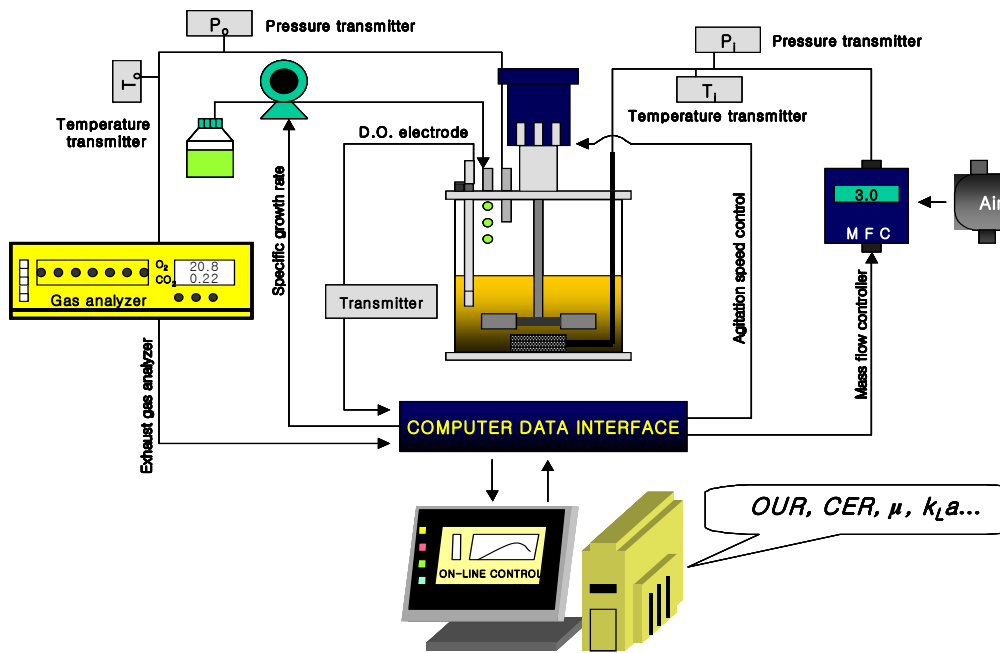 Po
Pressure transmitter
Pi
Pressure transmitter
To
Ti
Temperature
transmitter
Temperature transmitter
D.O. electrode
Specific growth rate
Agitation speed control
3.0
M F C
Air
O2
CO2
20.8
0.22
Gas analyzer
Transmitter
Mass flow controller
Exhaust gas analyzer
COMPUTER DATA INTERFACE
OUR, CER, μ, kLa...
ON-LINE CONTROL